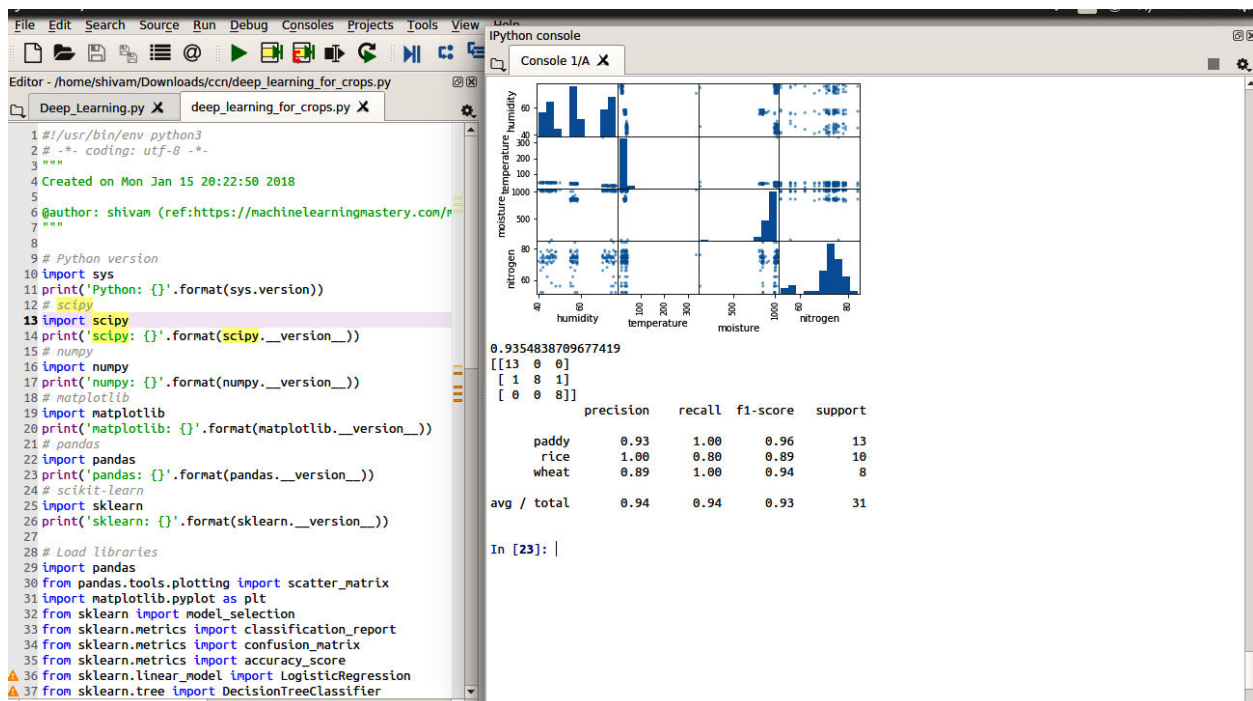 File Edit Search Source Run Debug Consoles Projects Tools View Help
Editor - /home/shivam/Downloads/ccn/deep_learning_for_crops.py
Deep_Learning.py X deep_learning_for_crops.py X
1 #!/usr/bin/env python3
2 # -*- coding: utf-8 -*-
3 """
4 Created on Mon Jan 15 20:22:50 2018
5
6 @author: shivam (ref:https://machinelearningmastery.com/
7 """
8
9 # Python version
10 import sys
11 print('Python: {}'.format(sys.version))
12 # scipy
13 import scipy
14 print('scipy: {}'.format(scipy.__version__))
15 # numpy
16 import numpy
17 print('numpy: {}'.format(numpy.__version__))
18 # matplotlib
19 import matplotlib
20 print('matplotlib: {}'.format(matplotlib.__version__))
21 # pandas
22 import pandas
23 print('pandas: {}'.format(pandas.__version__))
24 # scikit-learn
25 import sklearn
26 print('sklearn: {}'.format(sklearn.__version__))
27
28 # Load libraries
29 import pandas
30 from pandas.tools.plotting import scatter_matrix
31 import matplotlib.pyplot as plt
32 from sklearn import model_selection
33 from sklearn.metrics import classification_report
34 from sklearn.metrics import confusion_matrix
35 from sklearn.metrics import accuracy_score
36 from sklearn.linear_model import LogisticRegression
37 from sklearn.tree import DecisionTreeClassifier
IPython console
Console 1/A X
humidity
60
40
temperature
300
200
100
moisture
1000
500
nitrogen
80
60
40 60 100 200 300 500 1000 60 80
humidity temperature moisture nitrogen
0.9354838709677419
[[13 0 0]
[ 1 8 1]
[ 0 0 8]]
precision recall f1-score support
paddy 0.93 1.00 0.96 13
rice 1.00 0.80 0.89 10
wheat 0.89 1.00 0.94 8
avg / total 0.94 0.94 0.93 31
In [23]: